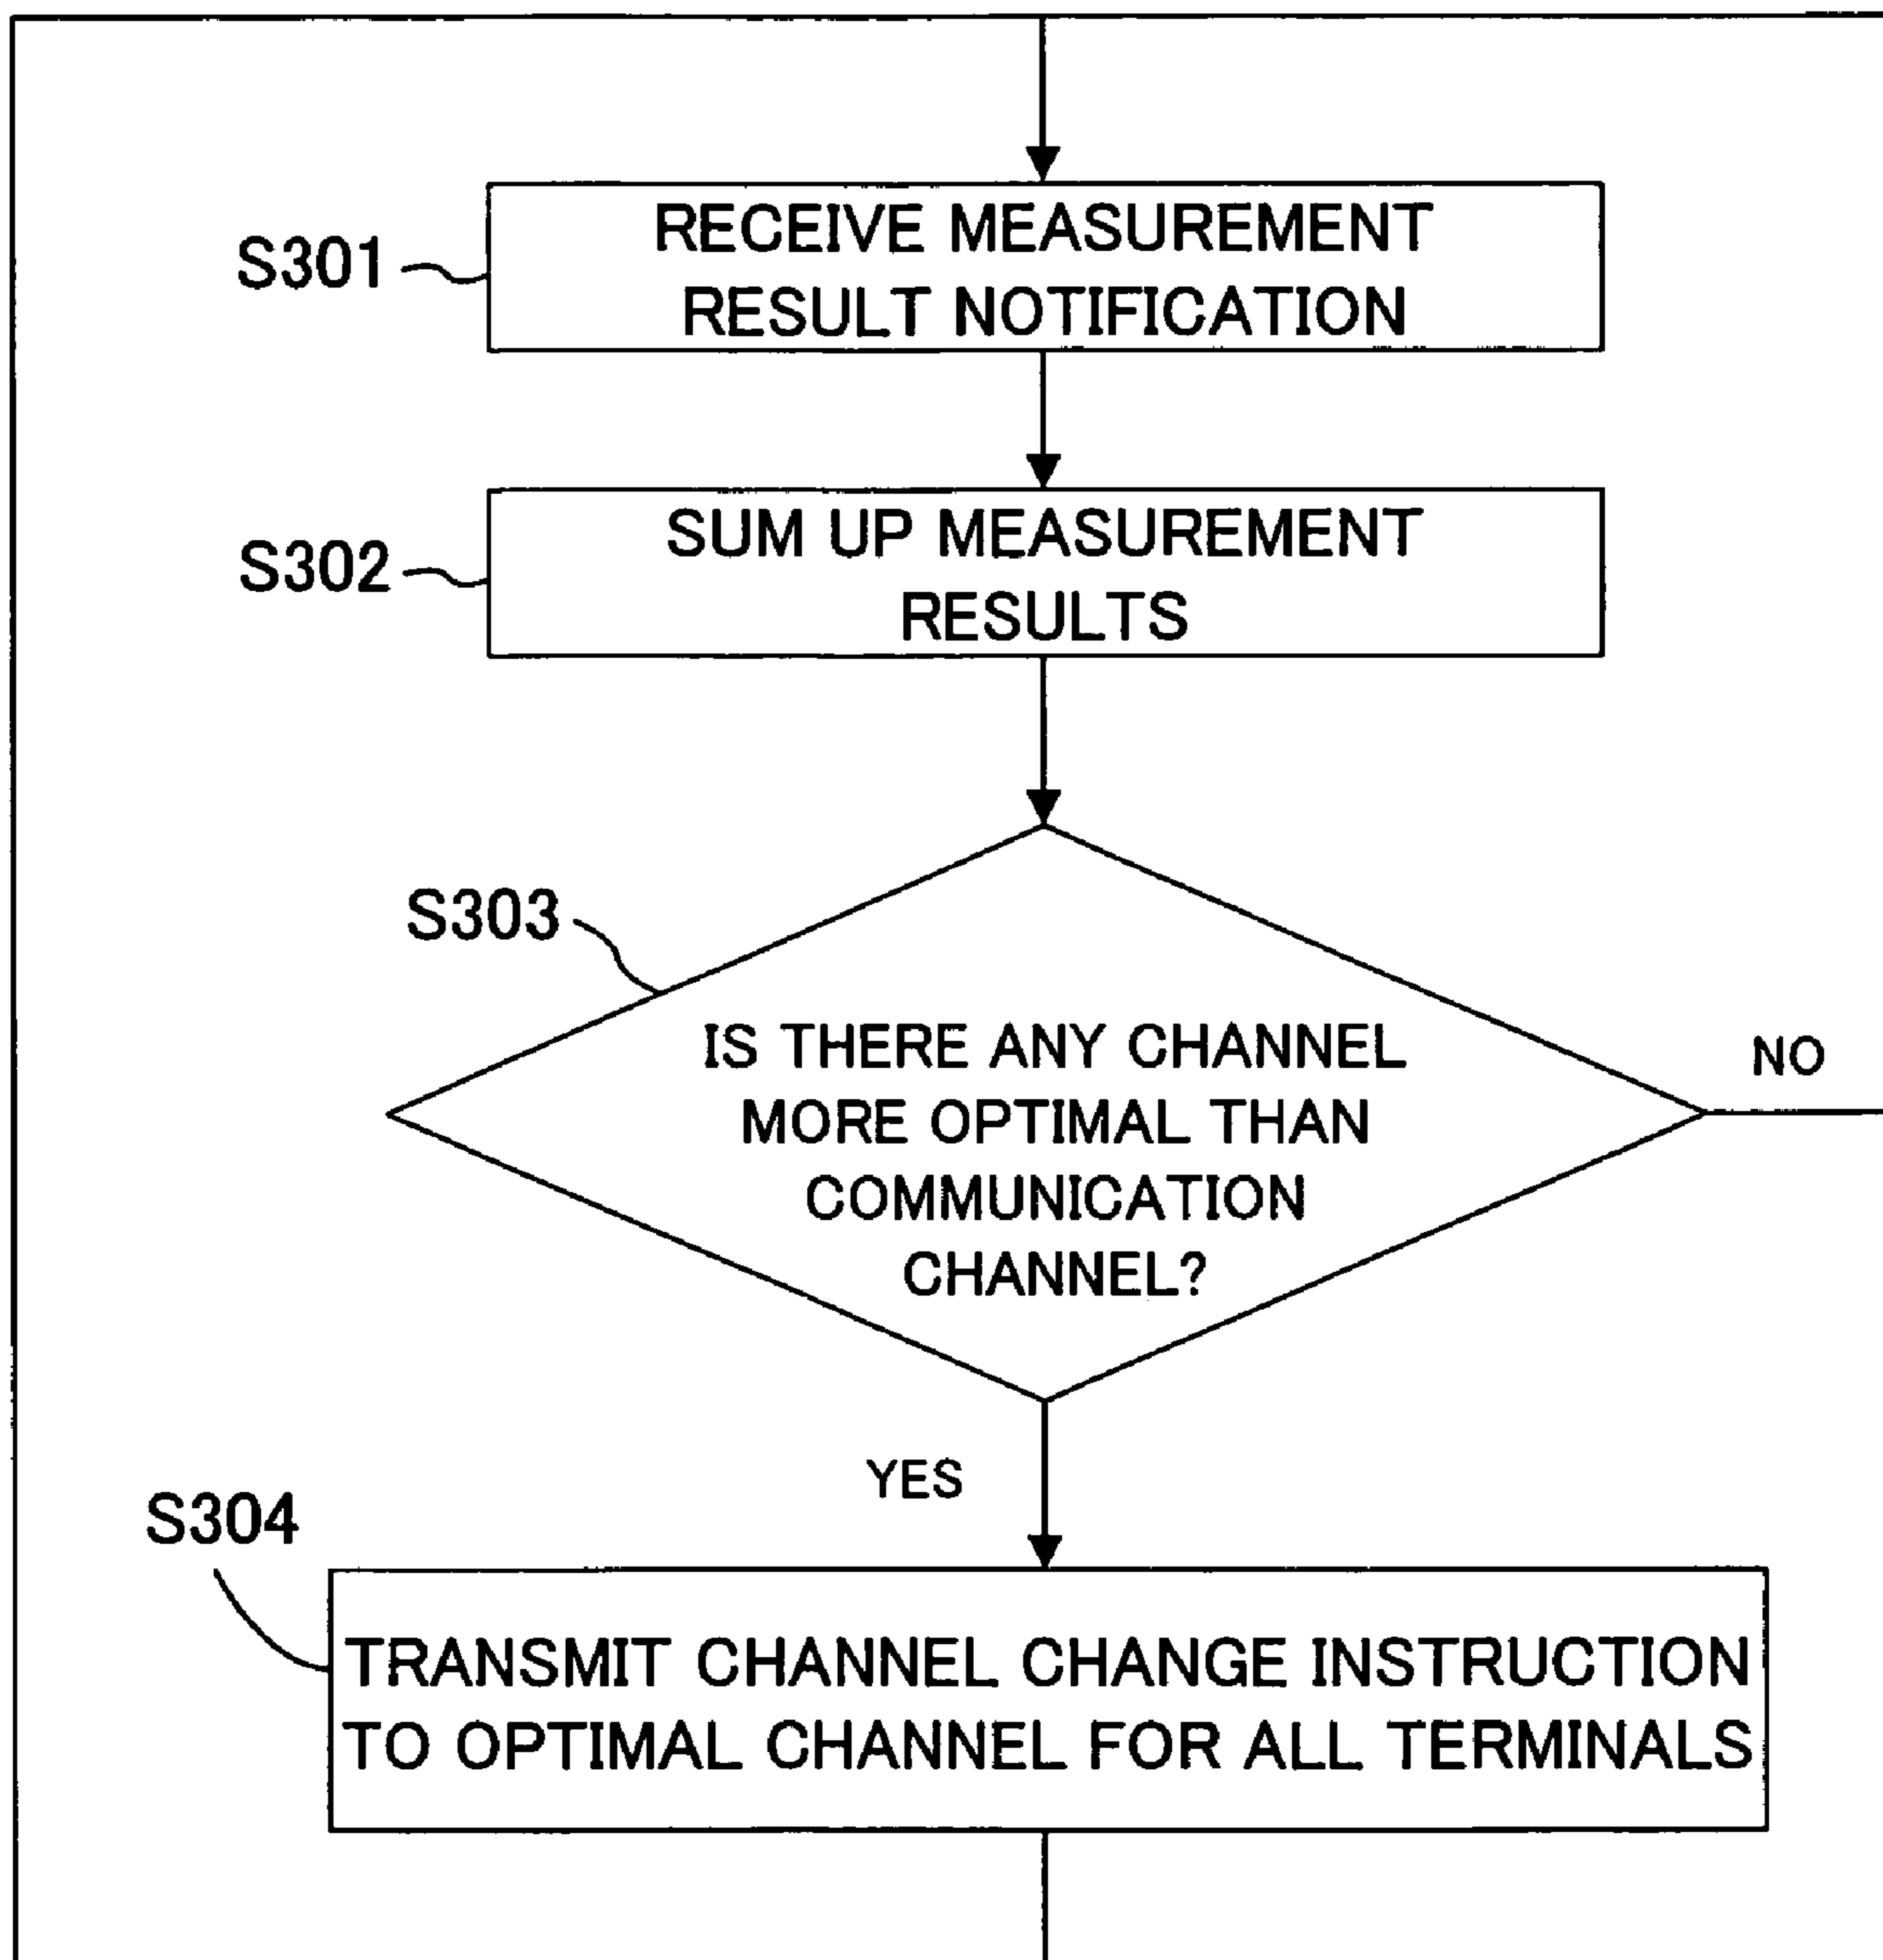 S301
RECEIVE MEASUREMENT
RESULT NOTIFICATION
S302
SUM UP MEASUREMENT
RESULTS
S303
IS THERE ANY CHANNEL
MORE OPTIMAL THAN
COMMUNICATION
CHANNEL?
NO
YES
S304
TRANSMIT CHANNEL CHANGE INSTRUCTION
TO OPTIMAL CHANNEL FOR ALL TERMINALS